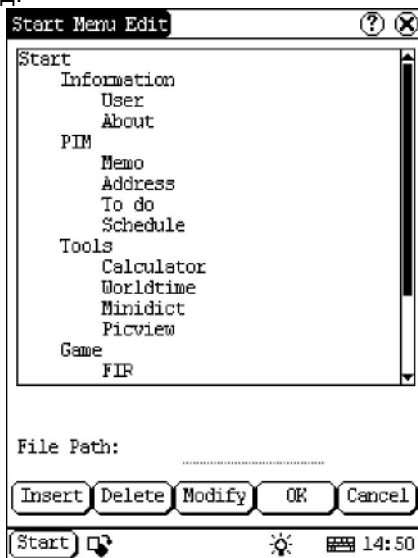 Start Menu Edit ?
Start
Information
User
About
PIM
Memo
Address
To do
Schedule
Tools
Calculator
Worldtime
Minidict
Picview
Game
FIR
File Path:
Insert Delete Modify OK Cancel
Start 14:50